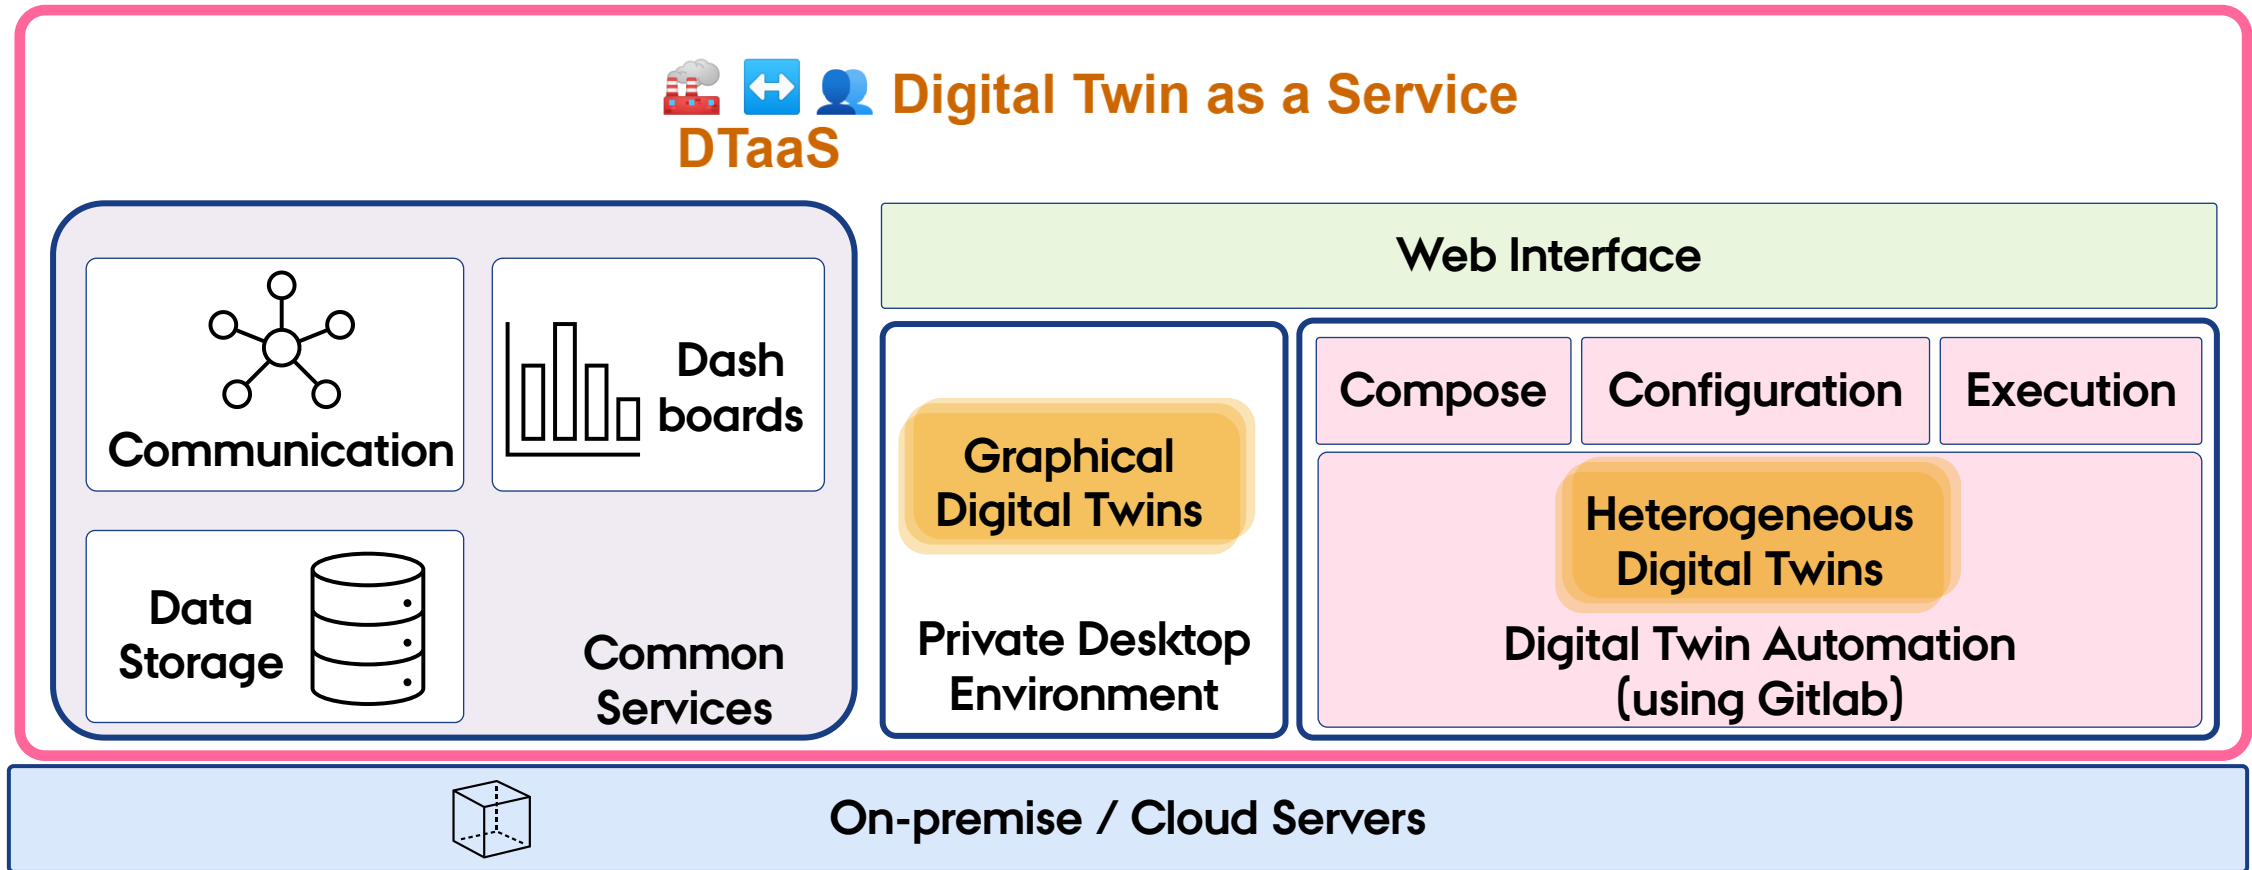 Digital Twin as a Service
DTaaS
Communication
Dash
boards
Data
Storage
Common
Services
Web Interface
Graphical
Digital Twins
Private Desktop
Environment
Compose
Configuration
Execution
Heterogeneous
Digital Twins
Digital Twin Automation
(using Gitlab)
On-premise / Cloud Servers